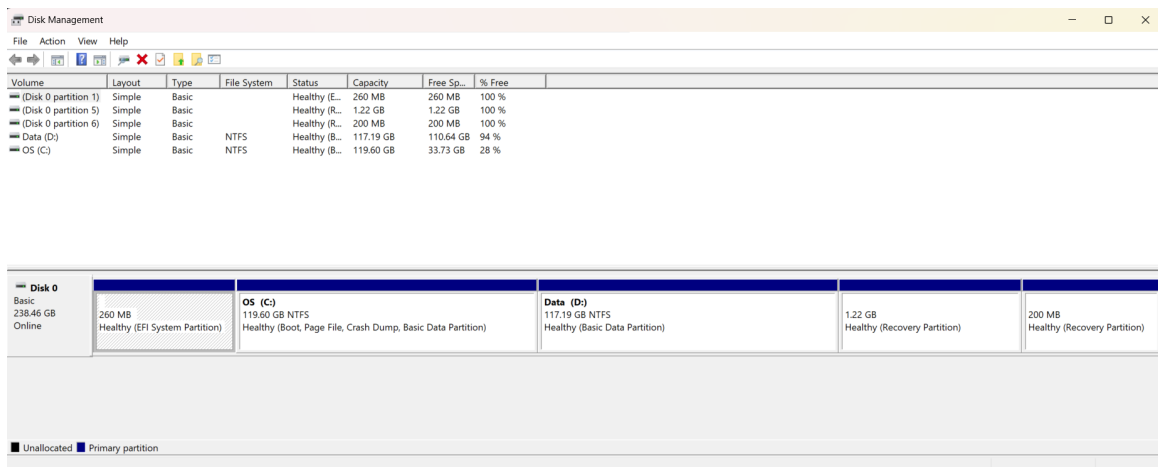 Disk Management
File Action View Help
Volume Layout Type File System Status Capacity Free Sp... % Free
(Disk 0 partition 1) Simple Basic Healthy (E... 260 MB 260 MB 100 %
(Disk 0 partition 5) Simple Basic Healthy (R... 1.22 GB 1.22 GB 100 %
(Disk 0 partition 6) Simple Basic Healthy (R... 200 MB 200 MB 100 %
Data (D:) Simple Basic NTFS Healthy (B... 117.19 GB 110.64 GB 94 %
OS (C:) Simple Basic NTFS Healthy (B... 119.60 GB 33.73 GB 28 %
Disk 0
Basic
238.46 GB
Online
260 MB
Healthy (EFI System Partition)
OS (C:)
119.60 GB NTFS
Healthy (Boot, Page File, Crash Dump, Basic Data Partition)
Data (D:)
117.19 GB NTFS
Healthy (Basic Data Partition)
1.22 GB
Healthy (Recovery Partition)
200 MB
Healthy (Recovery Partition)
Unallocated Primary partition